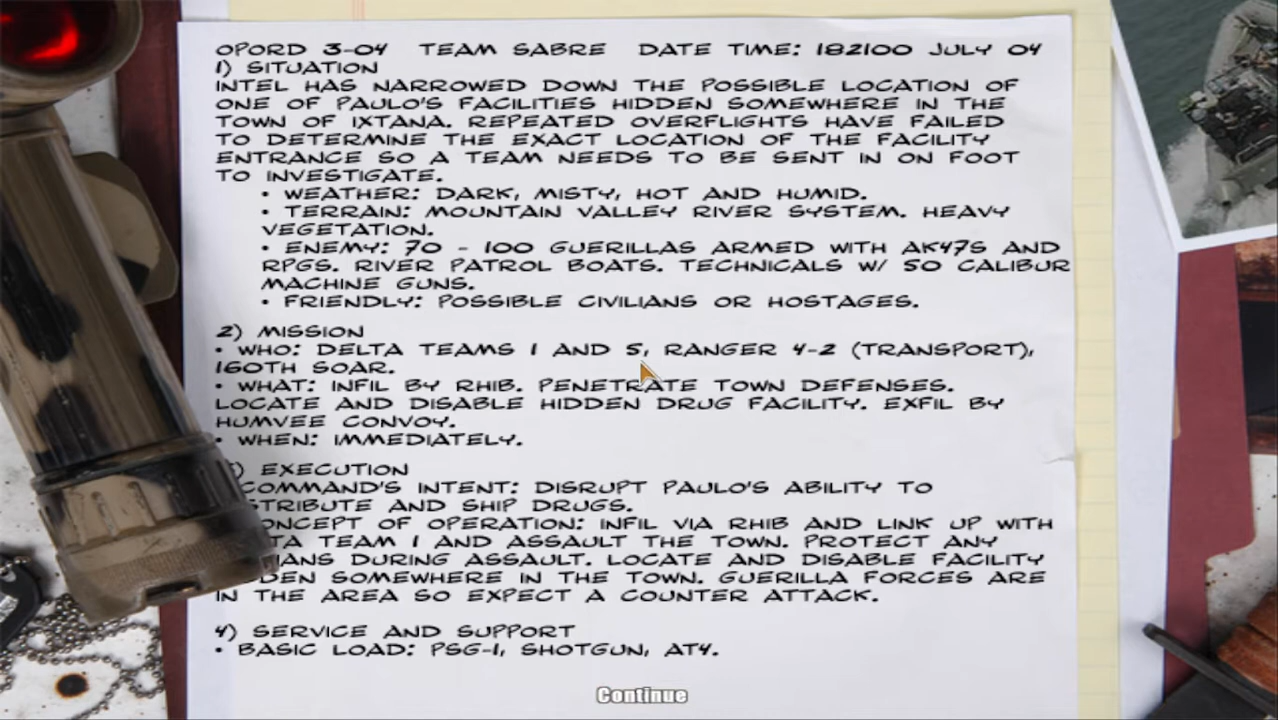 OPORD 3-04 TEAM SABRE DATE TIME: 182100 JULY 04
1) SITUATION
INTEL HAS NARROWED DOWN THE POSSIBLE LOCATION OF
ONE OF PAULO'S FACILITIES HIDDEN SOMEWHERE IN THE
TOWN OF IXTANA. REPEATED OVERFLIGHTS HAVE FAILED
TO DETERMINE THE EXACT LOCATION OF THE FACILITY
ENTRANCE SO A TEAM NEEDS TO BE SENT IN ON FOOT
TO INVESTIGATE.
• WEATHER: DARK, MISTY, HOT AND HUMID.
• TERRAIN: MOUNTAIN VALLEY RIVER SYSTEM. HEAVY
VEGETATION.
• ENEMY: 70 - 100 GUERILLAS ARMED WITH AK47S AND
RPGS. RIVER PATROL BOATS. TECHNICALS W/ 50 CALIBUR
MACHINE GUNS.
• FRIENDLY: POSSIBLE CIVILIANS OR HOSTAGES.
2) MISSION
• WHO: DELTA TEAMS 1 AND 5, RANGER 4-2 (TRANSPORT),
160TH SOAR.
• WHAT: INFIL BY RHIB. PENETRATE TOWN DEFENSES.
LOCATE AND DISABLE HIDDEN DRUG FACILITY. EXFIL BY
HUMVEE CONVOY.
• WHEN: IMMEDIATELY.
) EXECUTION
COMMAND'S INTENT: DISRUPT PAULO'S ABILITY TO
STRIBUTE AND SHIP DRUGS.
ONCEPT OF OPERATION: INFIL VIA RHIB AND LINK UP WITH
TA TEAM 1 AND ASSAULT THE TOWN. PROTECT ANY
IANS DURING ASSAULT. LOCATE AND DISABLE FACILITY
DEN SOMEWHERE IN THE TOWN. GUERILLA FORCES ARE
IN THE AREA SO EXPECT A COUNTER ATTACK.
4) SERVICE AND SUPPORT
• BASIC LOAD: PSG-1, SHOTGUN, AT4.
Continue